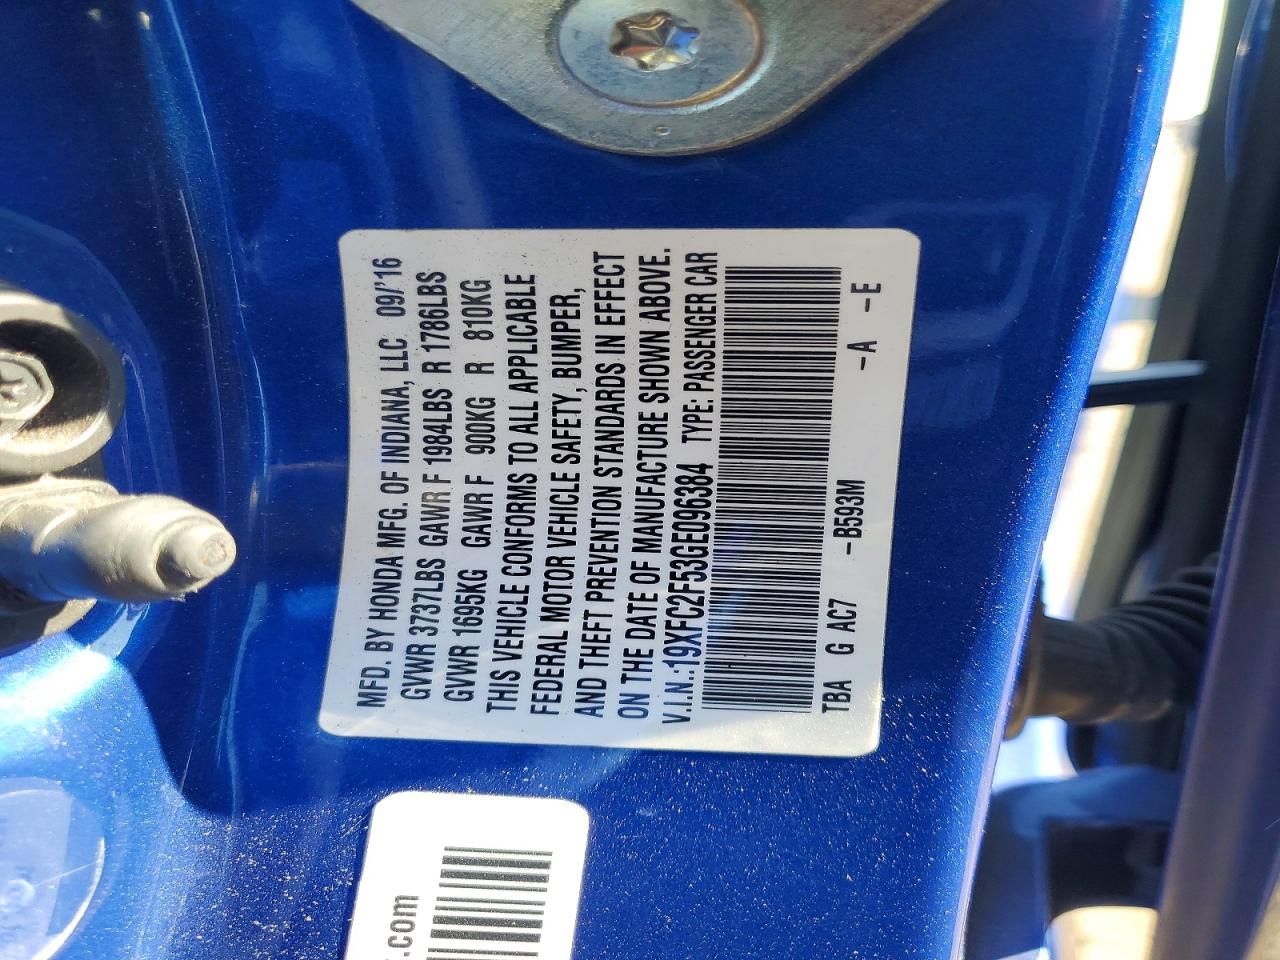 MFD. BY HONDA MFG. OF INDIANA, LLC 09/'16
GVWR 3737LBS GAWR F 1984LBS R 1786LBS
GVWR 1695KG GAWR F 900KG R 810KG
THIS VEHICLE CONFORMS TO ALL APPLICABLE
FEDERAL MOTOR VEHICLE SAFETY, BUMPER,
AND THEFT PREVENTION STANDARDS IN EFFECT
ON THE DATE OF MANUFACTURE SHOWN ABOVE.
V.I.N.:19XFC2F53GE096384 TYPE: PASSENGER CAR
TBA G AC7 -B593M -A -E
.com